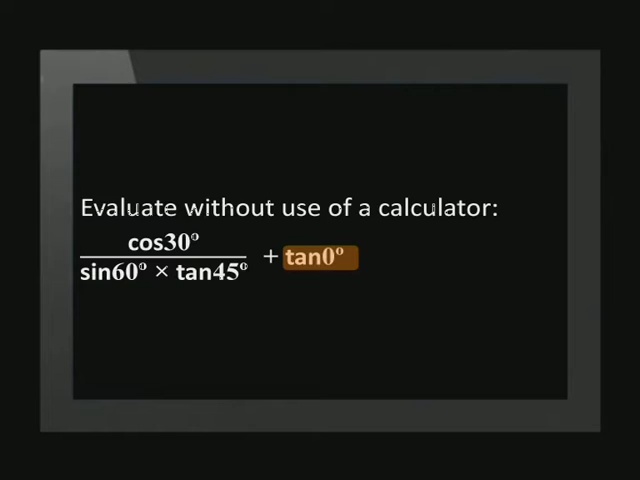 Evaluate without use of a calculator:
cos30º
sin60º × tan45º
+ tan0º